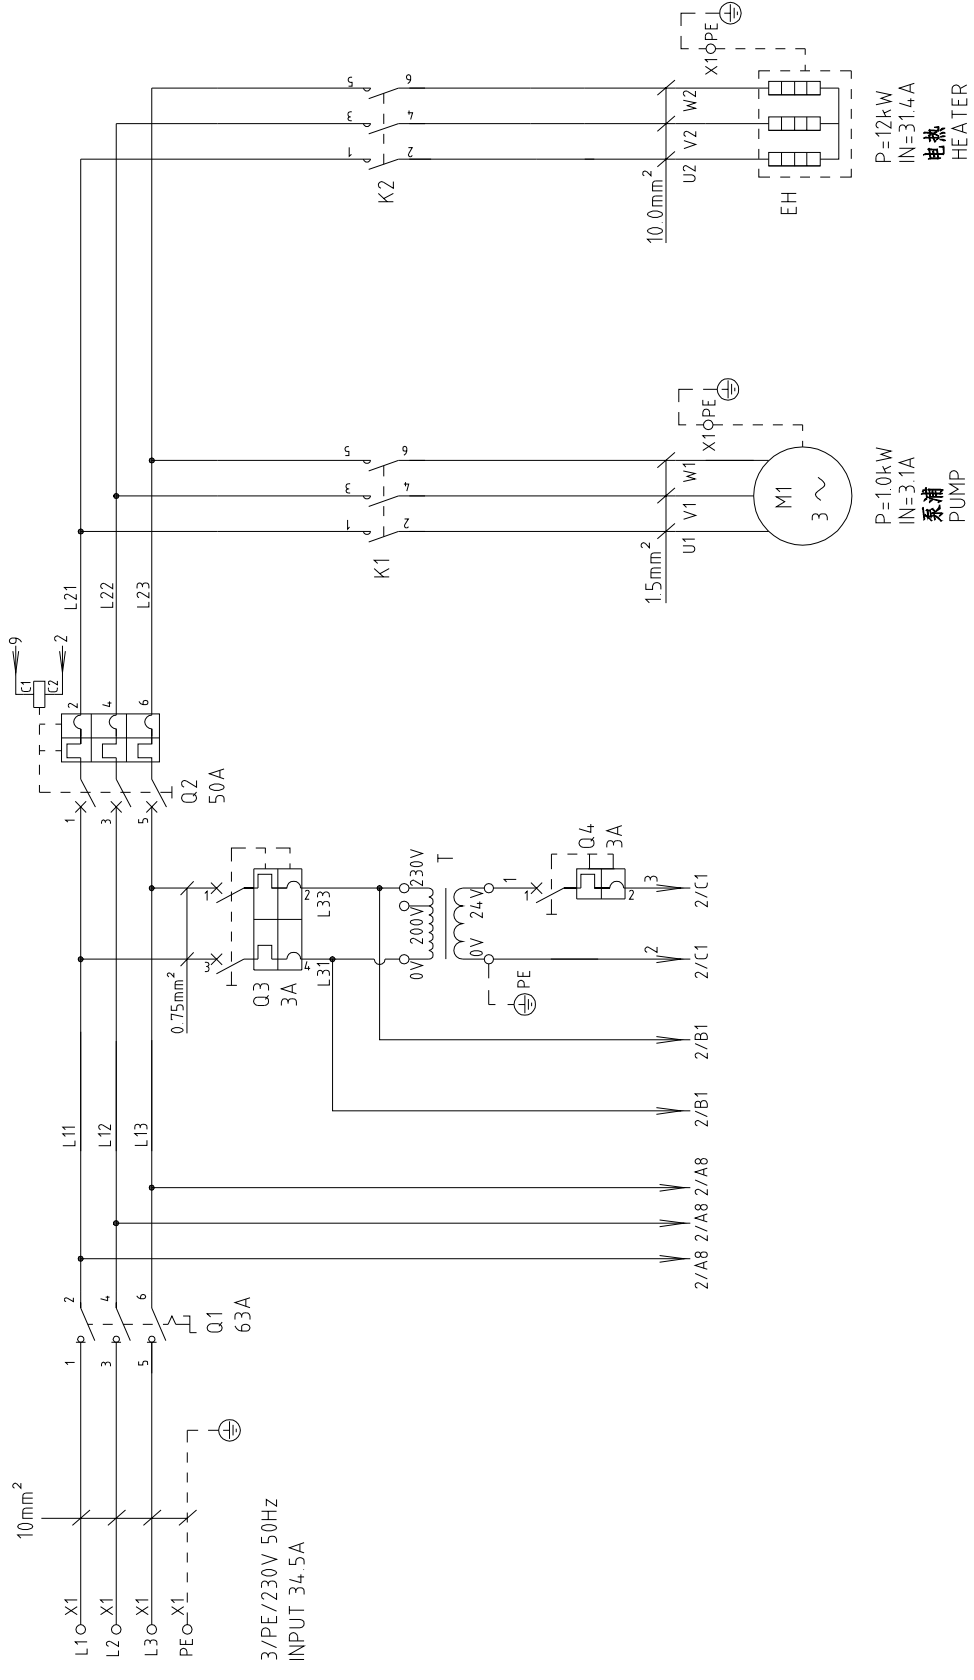 10mm²
L1 X1
L2 X1
L3 X1
PE X1
3/PE/230V 50Hz
INPUT 34.5A
1 2
3 4
5 6
Q1
63A
2/A8 2/A8 2/A8
L11
L12
L13
2/B1
2/B1
0.75mm²
1 2
3 4
Q3
3A
L31
L33
0V 200V 230V
T
0V 24V
PE
1
1 2
Q4
3A
2
3
2/C1
2/C1
1 2
3 4
5 6
Q2
50A
C1
C2
9
2
L21
L22
L23
1 2
3 4
5 6
K1
1.5mm²
U1 V1 W1
X1 PE
M1
3 ~
P=1.0kW
IN=3.1A
泵浦
PUMP
1 2
3 4
5 6
K2
10.0mm²
U2 V2 W2
X1 PE
EH
P=12kW
IN=31.4A
电热
HEATER